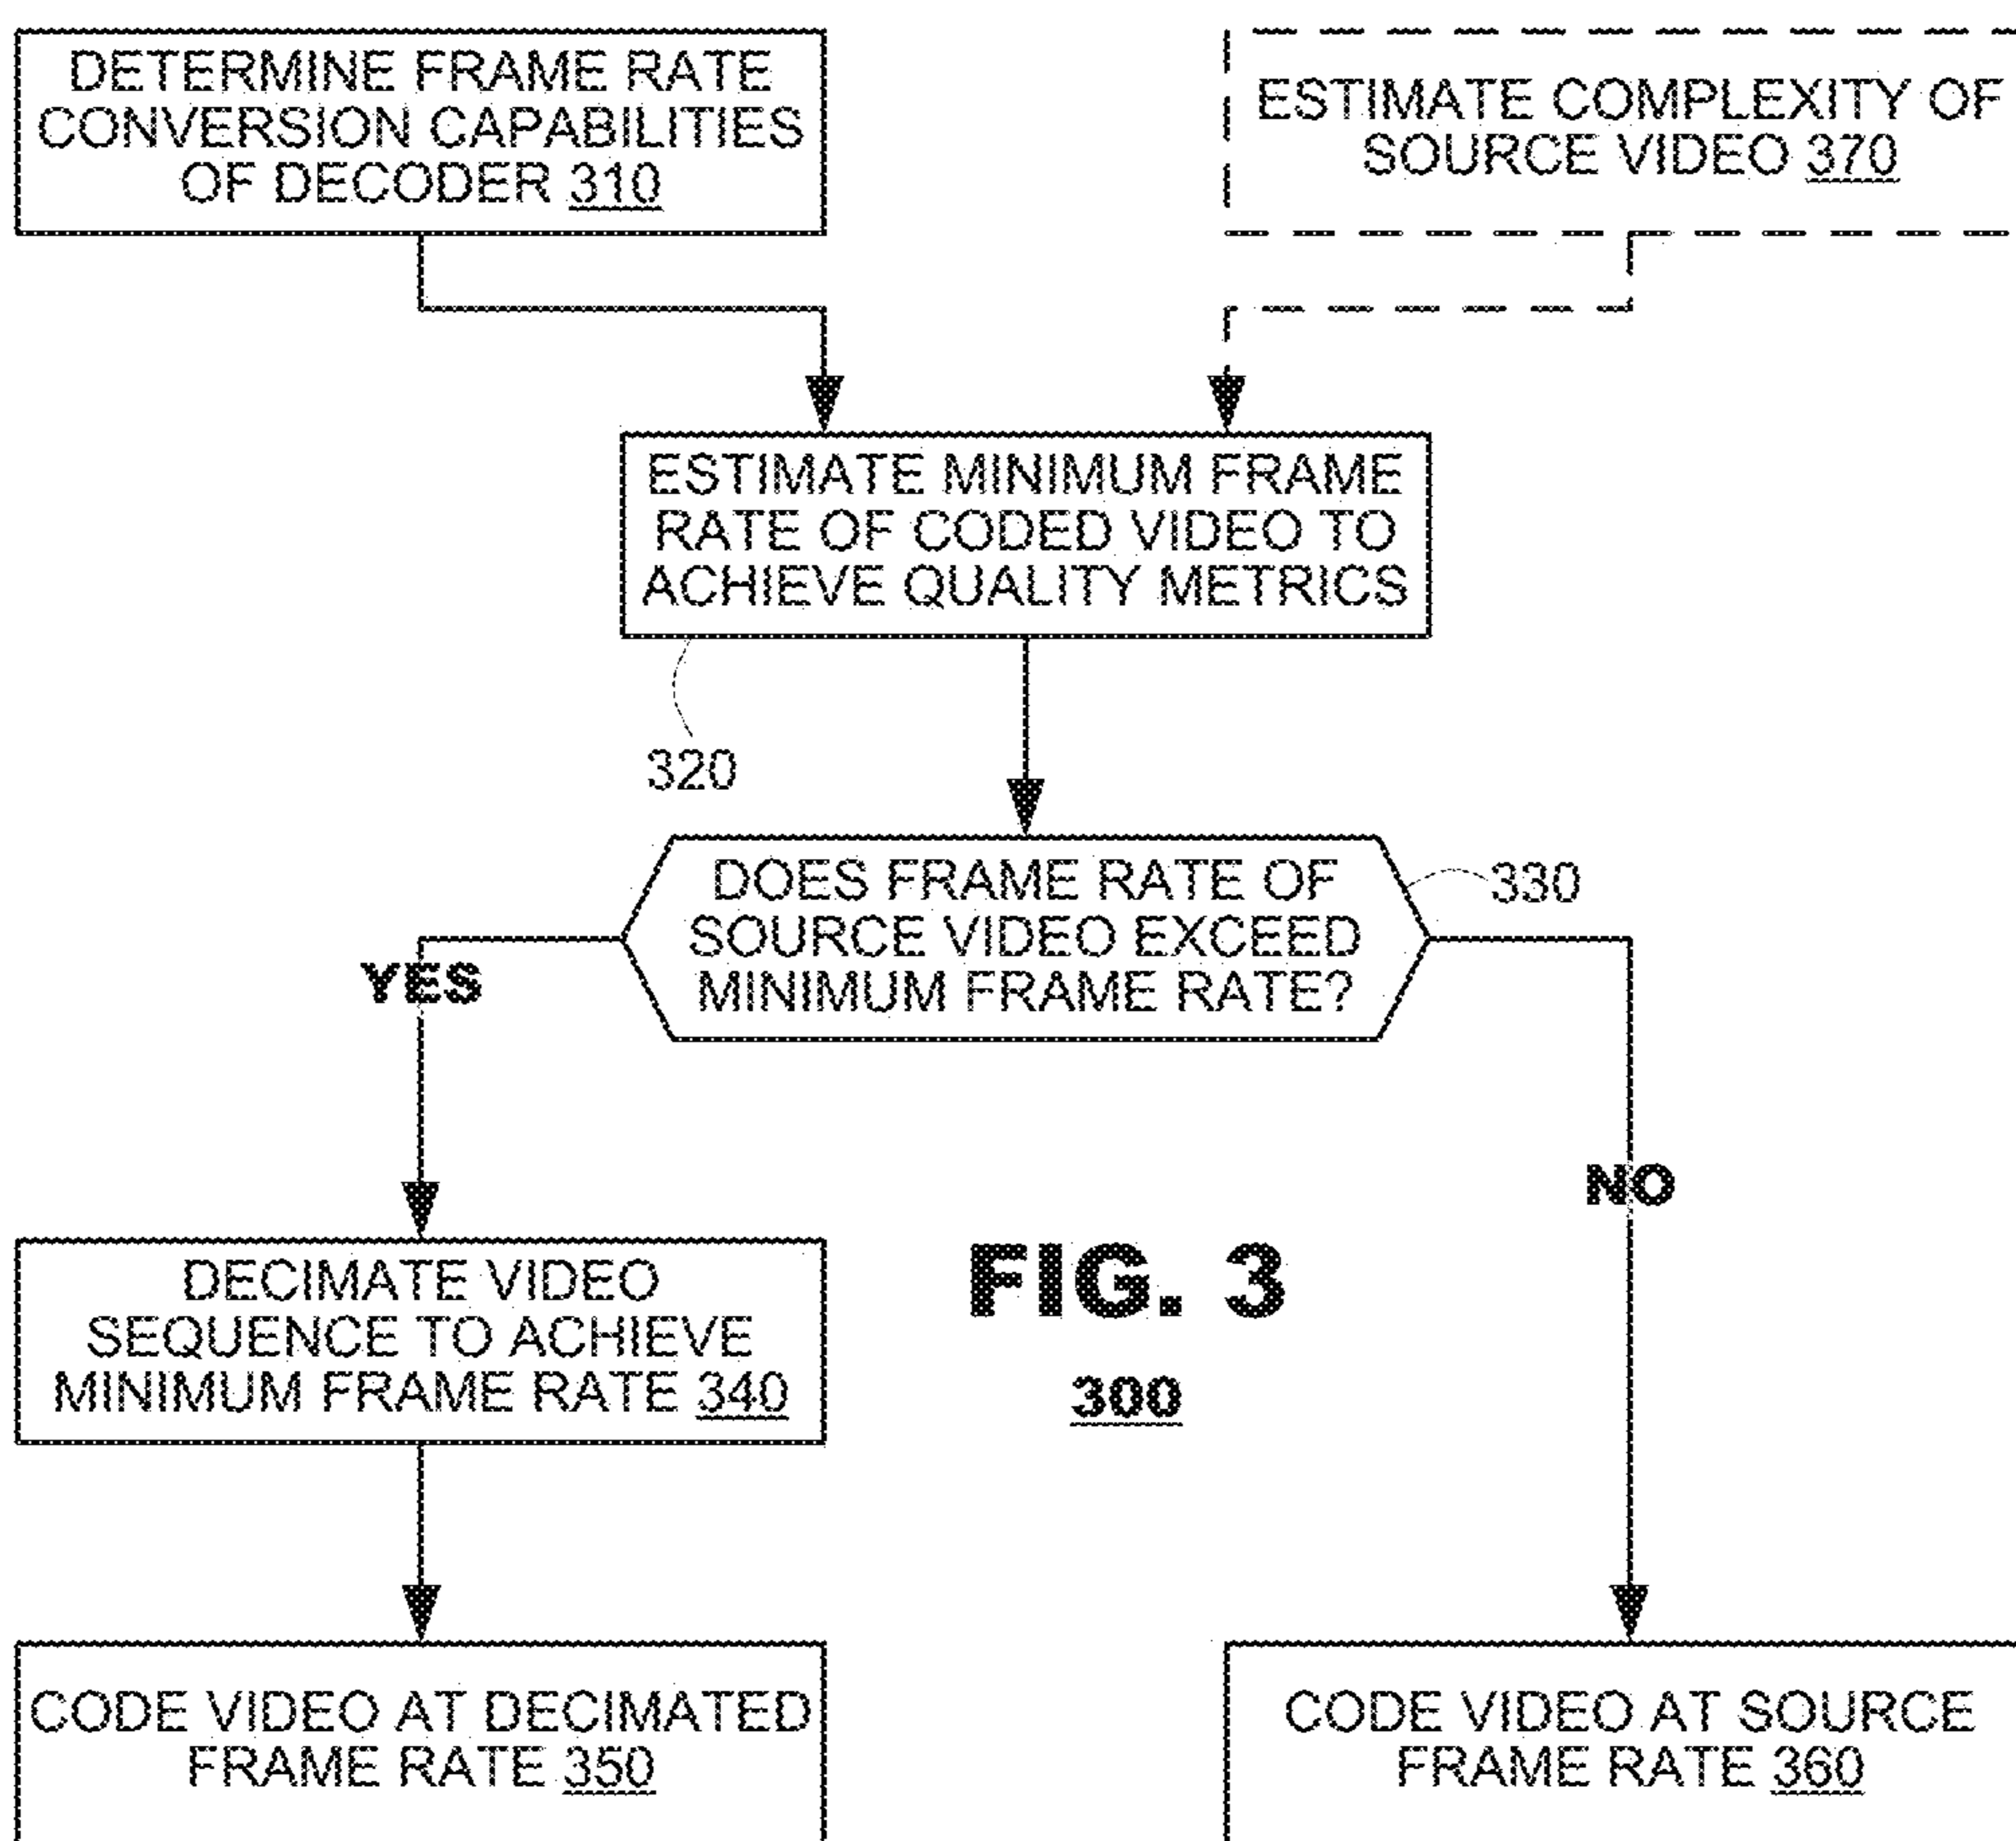 DETERMINE FRAME RATE
CONVERSION CAPABILITIES
OF DECODER 310
ESTIMATE COMPLEXITY OF
SOURCE VIDEO 370
ESTIMATE MINIMUM FRAME
RATE OF CODED VIDEO TO
ACHIEVE QUALITY METRICS
320
DOES FRAME RATE OF
SOURCE VIDEO EXCEED
MINIMUM FRAME RATE?
330
YES
NO
DECIMATE VIDEO
SEQUENCE TO ACHIEVE
MINIMUM FRAME RATE 340
FIG. 3
300
CODE VIDEO AT DECIMATED
FRAME RATE 350
CODE VIDEO AT SOURCE
FRAME RATE 360